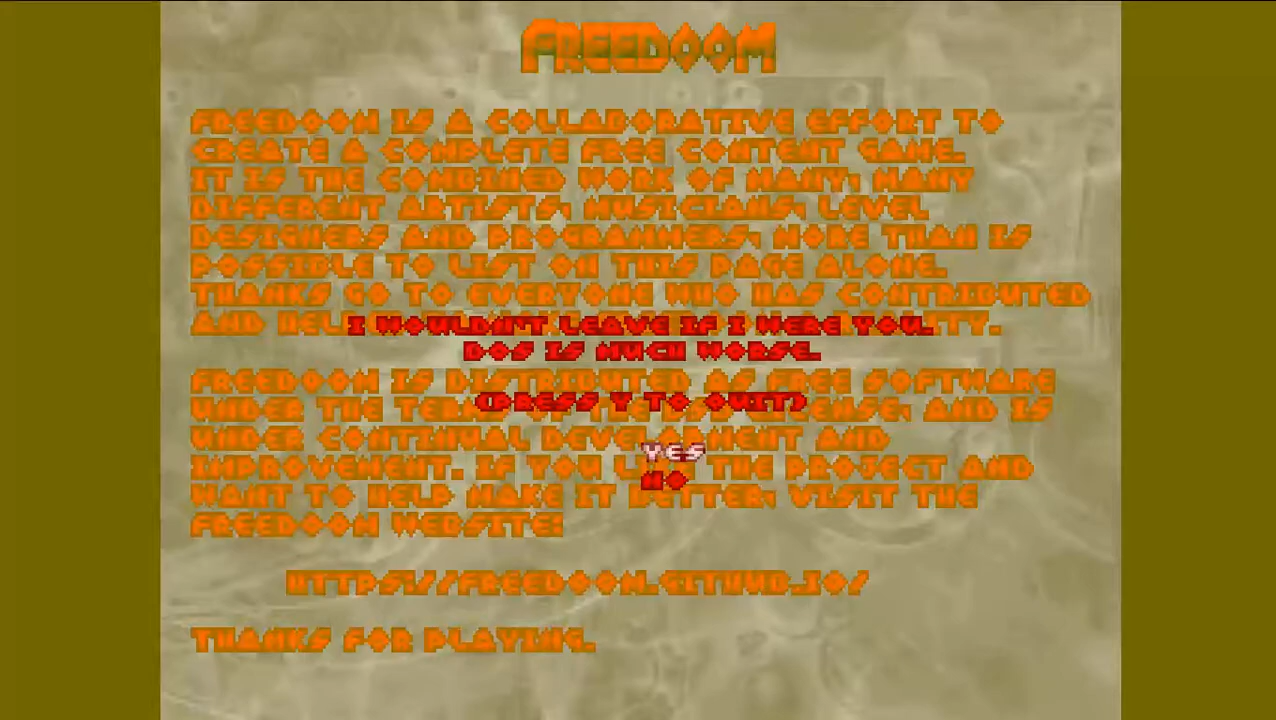 FREEDOOM
FREEDOOM IS A COLLABORATIVE EFFORT TO
CREATE A COMPLETE FREE CONTENT GAME.
IT IS THE COMBINED WORK OF MANY, MANY
DIFFERENT ARTISTS, MUSICIANS, LEVEL
DESIGNERS AND PROGRAMMERS, MORE THAN IS
POSSIBLE TO LIST ON THIS PAGE ALONE.
THANKS GO TO EVERYONE WHO HAS CONTRIBUTED
AND
I WOULDN'T LEAVE IF I WERE YOU.
DOS IS MUCH WORSE.
FREEDOOM IS DISTRIBUTED AS FREE SOFTWARE
UNDER THE AND IS
(PRESS Y TO QUIT)
UNDER CONTINUAL AND
YES
IMPROVEMENT. IF YOU THE PROJECT AND
NO
WANT TO HELP MAKE IT BETTER, VISIT THE
FREEDOOM WEBSITE:
HTTPS://FREEDOOM.GITHUB.IO/
THANKS FOR PLAYING.